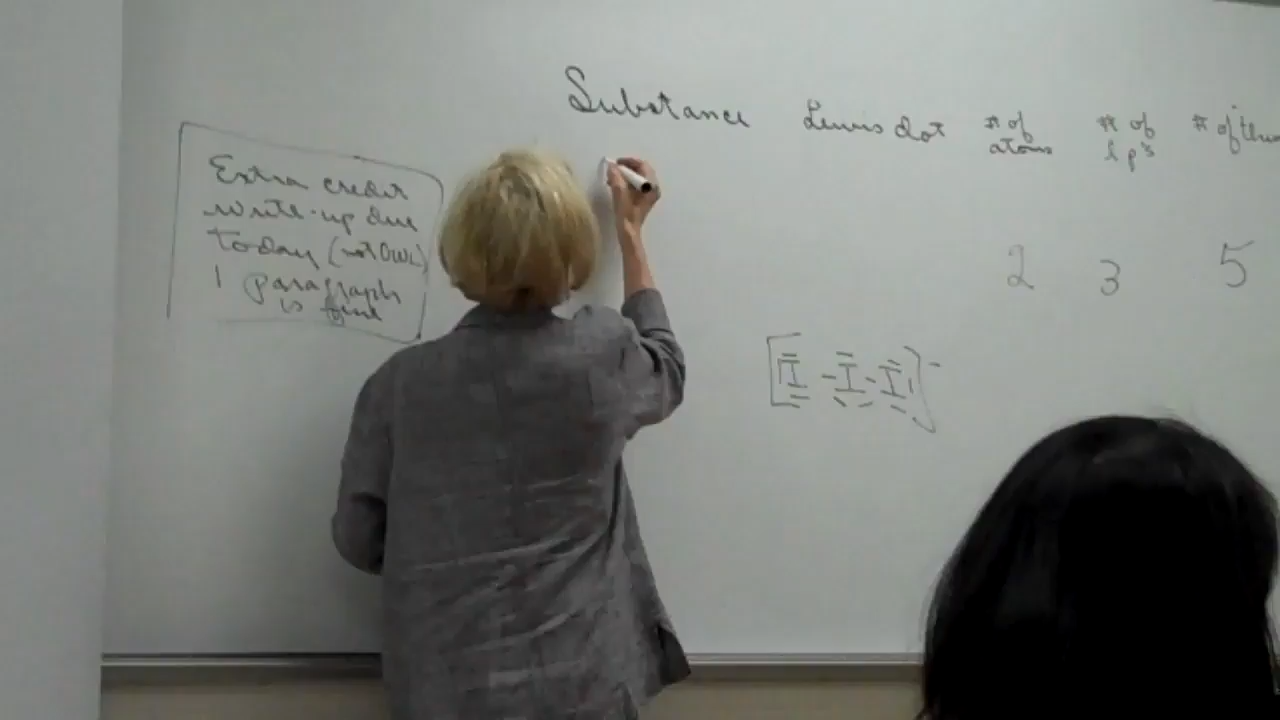 Substance Lewis dot # of atoms # of lp's # of
Extra credit
write-up due
today (not OWL)
1 paragraph
is fine
2 3 5
[I - I - I]-